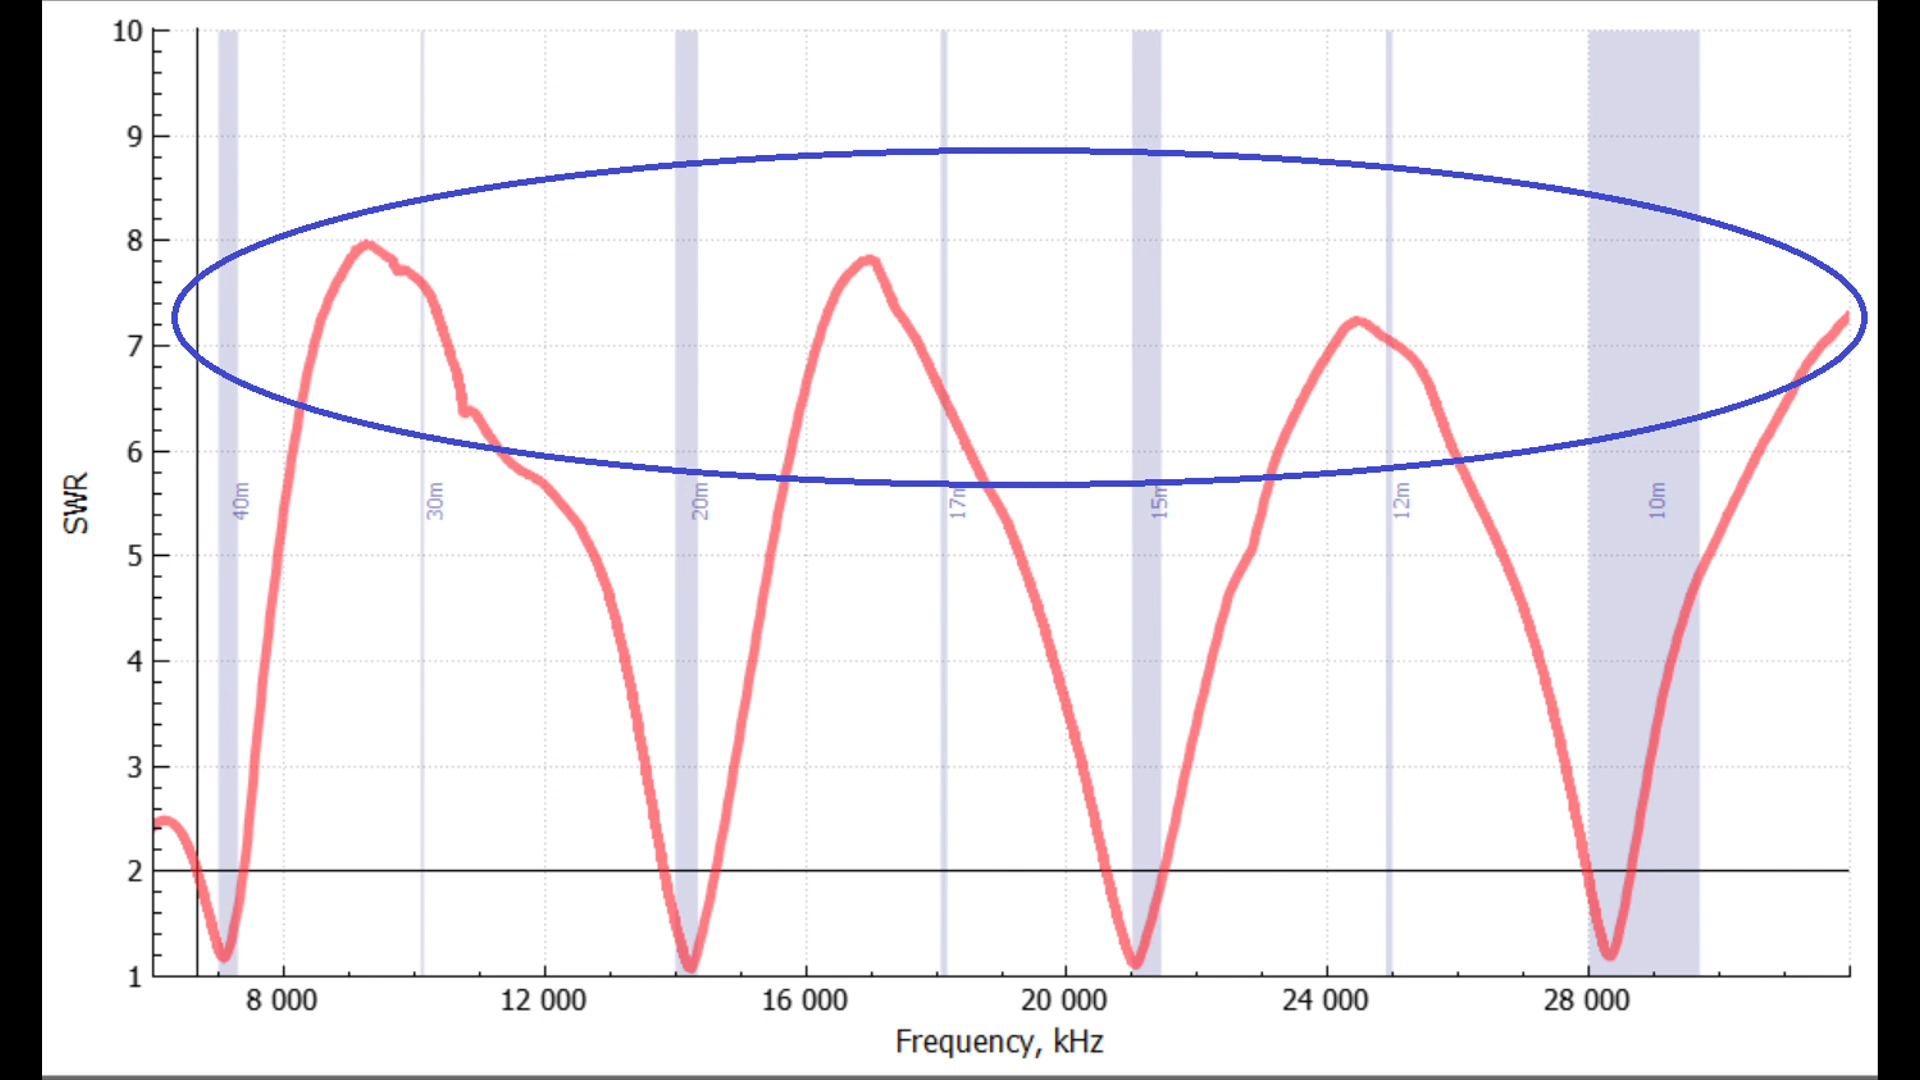 10
9
8
7
6
5
4
3
2
1
SWR
40m
30m
20m
17m
15m
12m
10m
8 000 12 000 16 000 20 000 24 000 28 000
Frequency, kHz